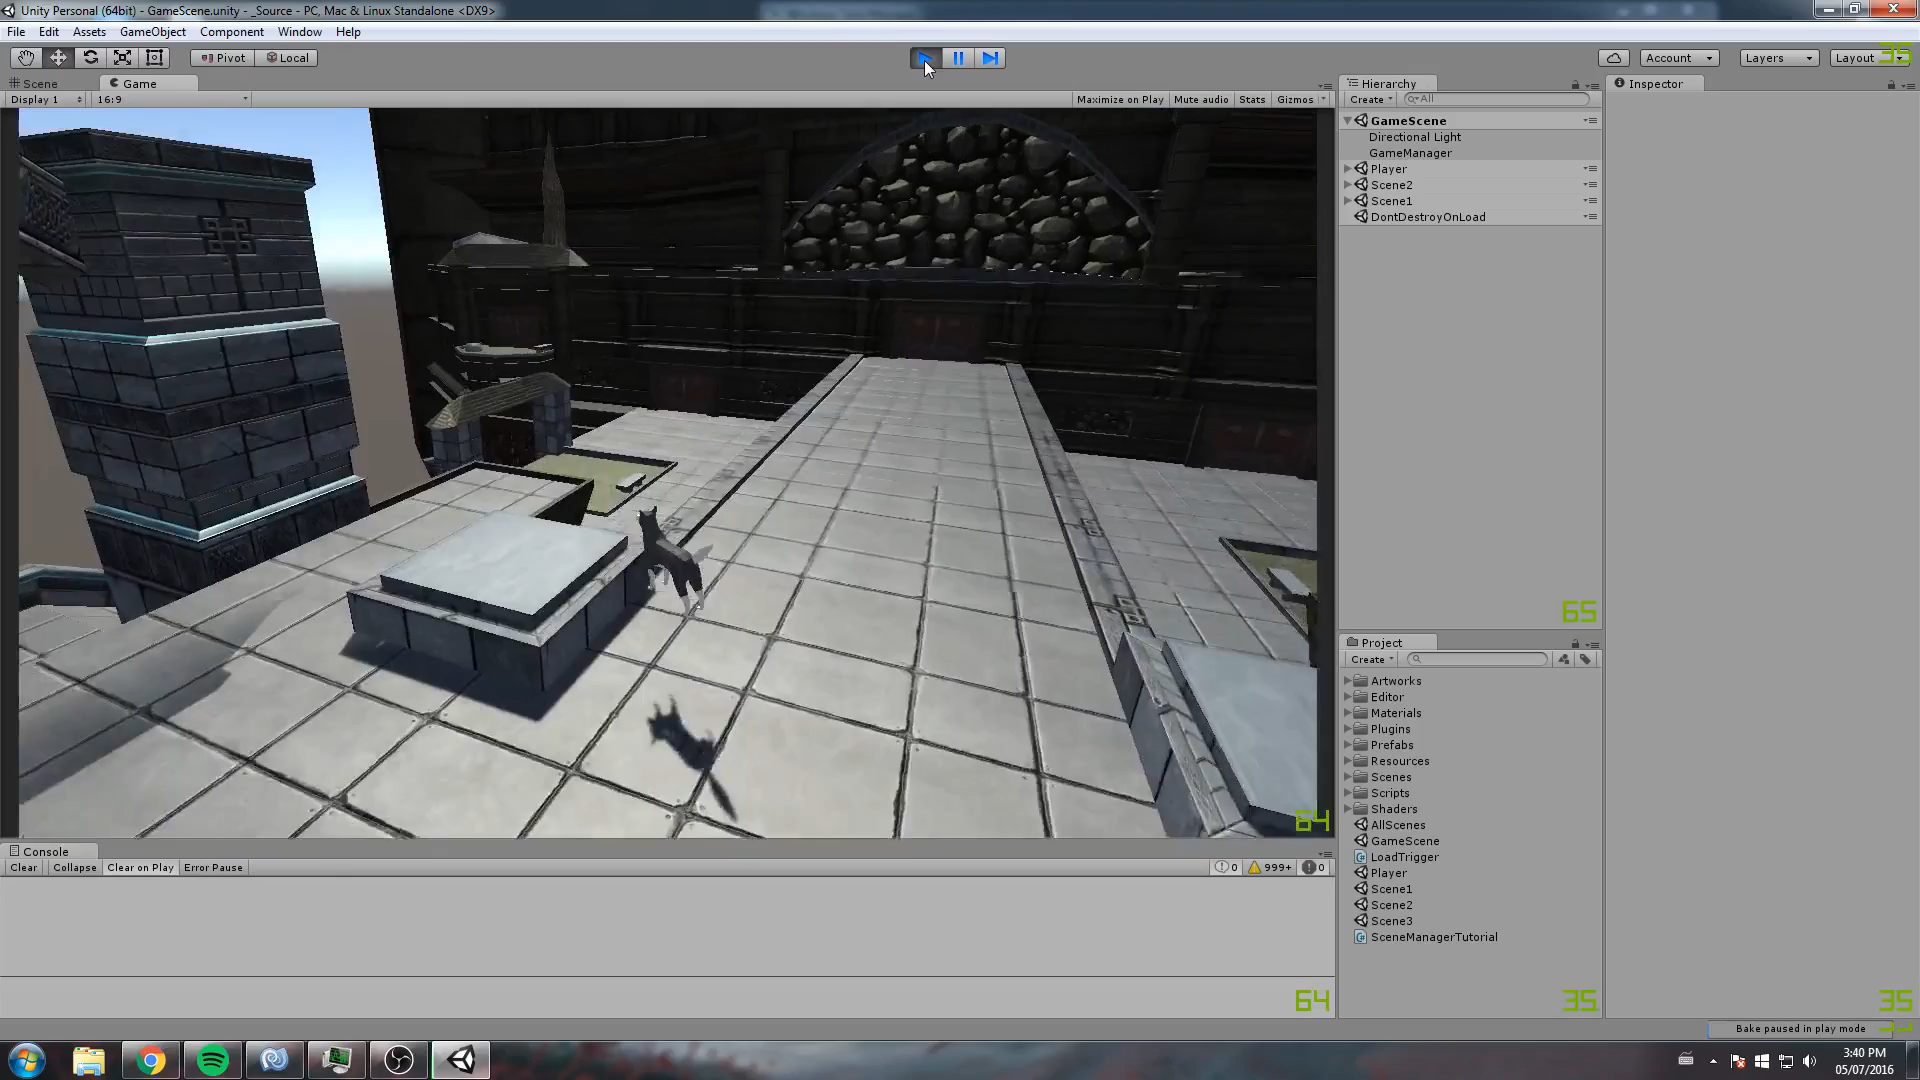 Unity Personal (64bit) - GameScene.unity - _Source - PC, Mac & Linux Standalone <DX9>
File Edit Assets GameObject Component Window Help
Pivot Local Account Layers Layout
35
Scene Game
Display 1 16:9 Maximize on Play Mute audio Stats Gizmos
Hierarchy
Create All
GameScene
Directional Light
GameManager
Player
Scene2
Scene1
DontDestroyOnLoad
65
Inspector
Project
Create
Artworks
Editor
Materials
Plugins
Prefabs
Resources
Scenes
Scripts
Shaders
AllScenes
GameScene
LoadTrigger
Player
Scene1
Scene2
Scene3
SceneManagerTutorial
64
Console
Clear Collapse Clear on Play Error Pause 0 999+ 0
64
35
35
Bake paused in play mode
3:40 PM
05/07/2016